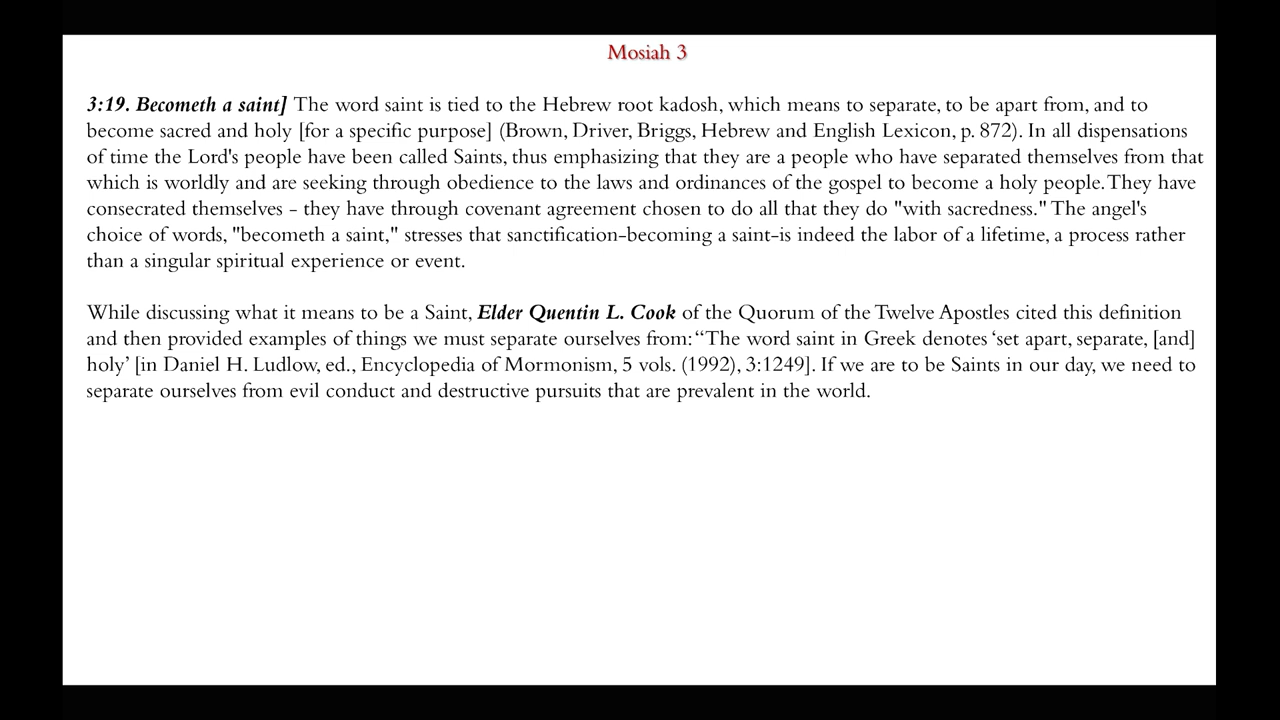 Mosiah 3
3:19. Becometh a saint] The word saint is tied to the Hebrew root kadosh, which means to separate, to be apart from, and to
become sacred and holy [for a specific purpose] (Brown, Driver, Briggs, Hebrew and English Lexicon, p. 872). In all dispensations
of time the Lord's people have been called Saints, thus emphasizing that they are a people who have separated themselves from that
which is worldly and are seeking through obedience to the laws and ordinances of the gospel to become a holy people. They have
consecrated themselves - they have through covenant agreement chosen to do all that they do "with sacredness." The angel's
choice of words, "becometh a saint," stresses that sanctification-becoming a saint-is indeed the labor of a lifetime, a process rather
than a singular spiritual experience or event.
While discussing what it means to be a Saint, Elder Quentin L. Cook of the Quorum of the Twelve Apostles cited this definition
and then provided examples of things we must separate ourselves from: “The word saint in Greek denotes ‘set apart, separate, [and]
holy’ [in Daniel H. Ludlow, ed., Encyclopedia of Mormonism, 5 vols. (1992), 3:1249]. If we are to be Saints in our day, we need to
separate ourselves from evil conduct and destructive pursuits that are prevalent in the world.